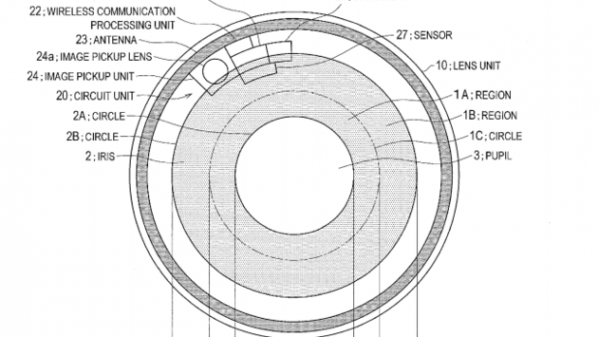 22; WIRELESS COMMUNICATION
PROCESSING UNIT
23; ANTENNA
24a; IMAGE PICKUP LENS
24; IMAGE PICKUP UNIT
20; CIRCUIT UNIT
2A; CIRCLE
2B; CIRCLE
2; IRIS
27; SENSOR
10; LENS UNIT
1A; REGION
1B; REGION
1C; CIRCLE
3; PUPIL